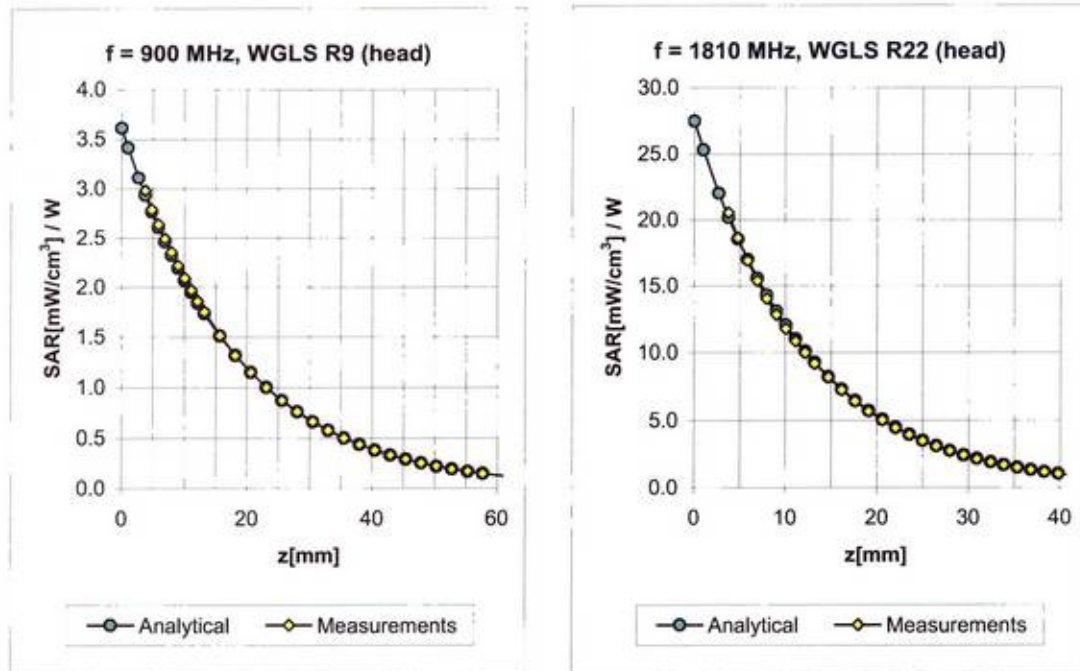 f = 900 MHz, WGLS R9 (head)
SAR[mW/cm³] / W
4.0
3.5
3.0
2.5
2.0
1.5
1.0
0.5
0.0
0 20 40 60
z[mm]
Analytical Measurements
f = 1810 MHz, WGLS R22 (head)
SAR[mW/cm³] / W
30.0
25.0
20.0
15.0
10.0
5.0
0.0
0 10 20 30 40
z[mm]
Analytical Measurements